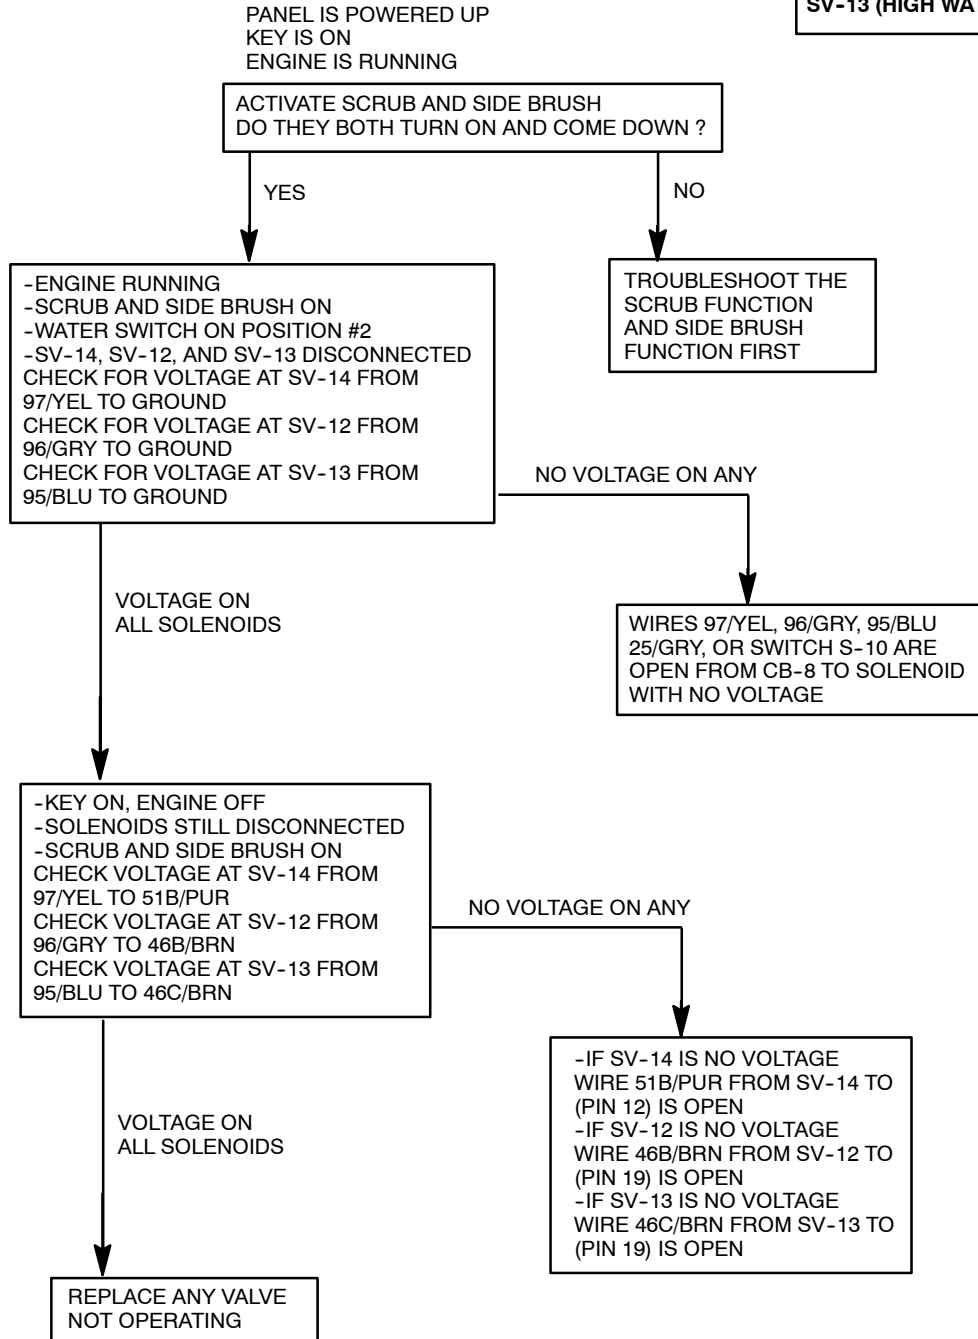 SV-13 (HIGH WA
PANEL IS POWERED UP
KEY IS ON
ENGINE IS RUNNING
ACTIVATE SCRUB AND SIDE BRUSH
DO THEY BOTH TURN ON AND COME DOWN ?
YES
NO
-ENGINE RUNNING
-SCRUB AND SIDE BRUSH ON
-WATER SWITCH ON POSITION #2
-SV-14, SV-12, AND SV-13 DISCONNECTED
CHECK FOR VOLTAGE AT SV-14 FROM
97/YEL TO GROUND
CHECK FOR VOLTAGE AT SV-12 FROM
96/GRY TO GROUND
CHECK FOR VOLTAGE AT SV-13 FROM
95/BLU TO GROUND
TROUBLESHOOT THE
SCRUB FUNCTION
AND SIDE BRUSH
FUNCTION FIRST
NO VOLTAGE ON ANY
VOLTAGE ON
ALL SOLENOIDS
WIRES 97/YEL, 96/GRY, 95/BLU
25/GRY, OR SWITCH S-10 ARE
OPEN FROM CB-8 TO SOLENOID
WITH NO VOLTAGE
-KEY ON, ENGINE OFF
-SOLENOIDS STILL DISCONNECTED
-SCRUB AND SIDE BRUSH ON
CHECK VOLTAGE AT SV-14 FROM
97/YEL TO 51B/PUR
CHECK VOLTAGE AT SV-12 FROM
96/GRY TO 46B/BRN
CHECK VOLTAGE AT SV-13 FROM
95/BLU TO 46C/BRN
NO VOLTAGE ON ANY
-IF SV-14 IS NO VOLTAGE
WIRE 51B/PUR FROM SV-14 TO
(PIN 12) IS OPEN
-IF SV-12 IS NO VOLTAGE
WIRE 46B/BRN FROM SV-12 TO
(PIN 19) IS OPEN
-IF SV-13 IS NO VOLTAGE
WIRE 46C/BRN FROM SV-13 TO
(PIN 19) IS OPEN
VOLTAGE ON
ALL SOLENOIDS
REPLACE ANY VALVE
NOT OPERATING